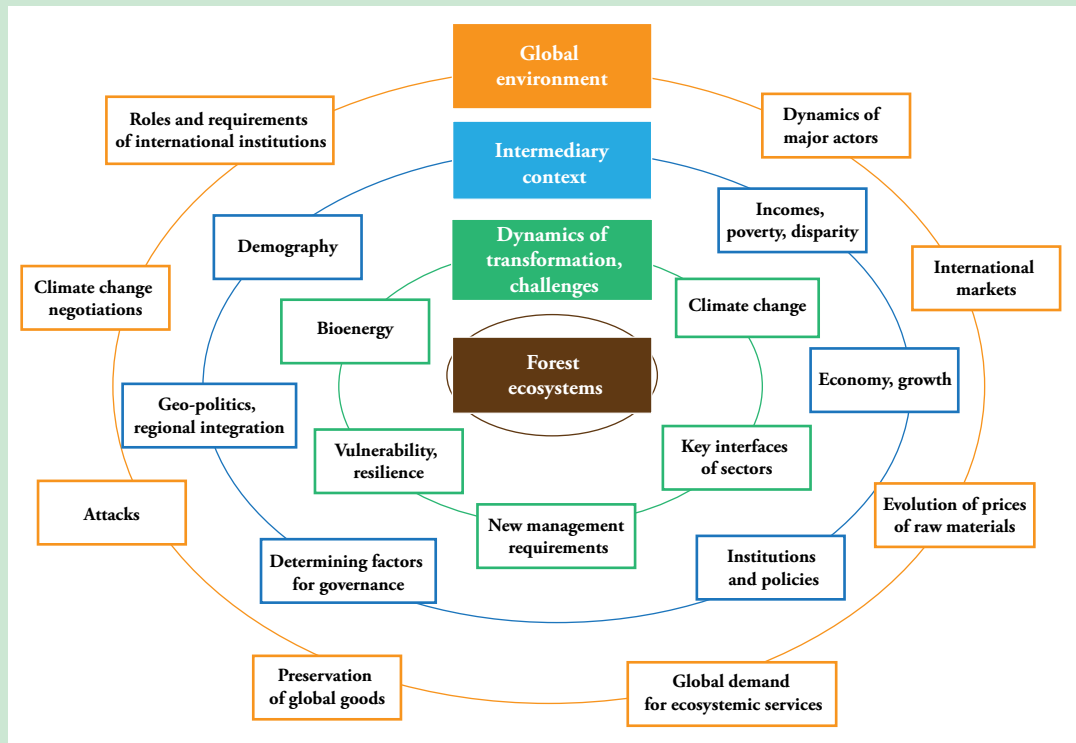 Global
environment
Roles and requirements
of international institutions
Dynamics of
major actors
Intermediary
context
Incomes,
poverty, disparity
Demography
Dynamics of
transformation,
challenges
International
markets
Climate change
negotiations
Climate change
Bioenergy
Forest
ecosystems
Economy, growth
Geo-politics,
regional integration
Vulnerability,
resilience
Key interfaces
of sectors
Attacks
Evolution of prices
of raw materials
New management
requirements
Determining factors
for governance
Institutions
and policies
Preservation
of global goods
Global demand
for ecosystemic services